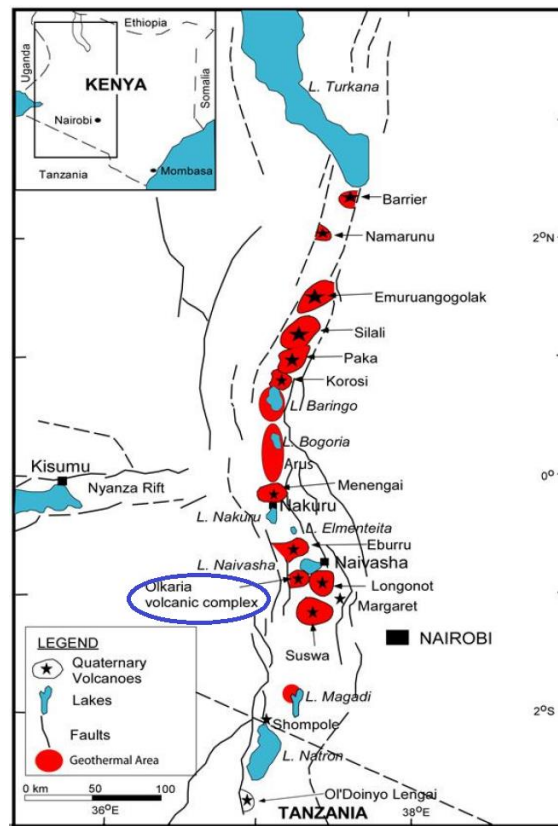 Ethiopia
Uganda
KENYA
Somalia
Nairobi
Tanzania
Mombasa
L. Turkana
Barrier
Namarunu
2°N
Emuruangogolak
Silali
Paka
Korosi
L. Baringo
L. Bogoria
Arus
Kisumu
0°
Nyanza Rift
Menengai
Nakuru
L. Nakuru
L. Elmenteita
Eburru
L. Naivasha
Naivasha
Olkaria
volcanic complex
Longonot
Margaret
NAIROBI
Suswa
LEGEND
Quaternary
Volcanoes
Lakes
Faults
Geothermal Area
L. Magadi
2°S
Shompole
L. Natron
0 km 50 100
Ol'Doinyo Lengai
36°E
TANZANIA
38°E